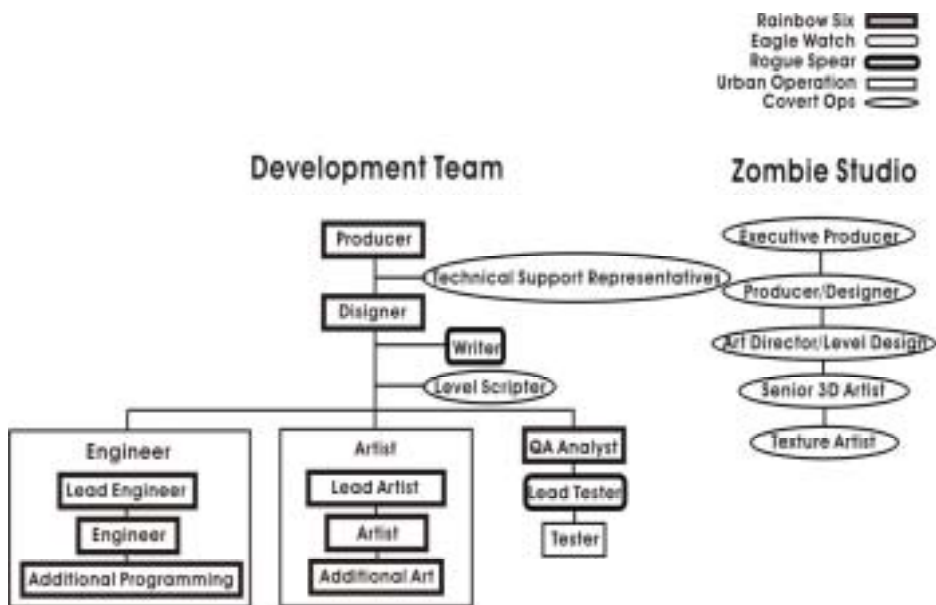 Rainbow Six
Eagle Watch
Rogue Spear
Urban Operation
Covert Ops
Development Team
Zombie Studio
Producer
Executive Producer
Technical Support Representatives
Producer/Designer
Disigner
Writer
Art Director/Level Design
Level Scripter
Senior 3D Artist
Engineer
Artist
QA Analyst
Texture Artist
Lead Engineer
Lead Artist
Lead Tester
Engineer
Artist
Tester
Additional Programming
Additional Art